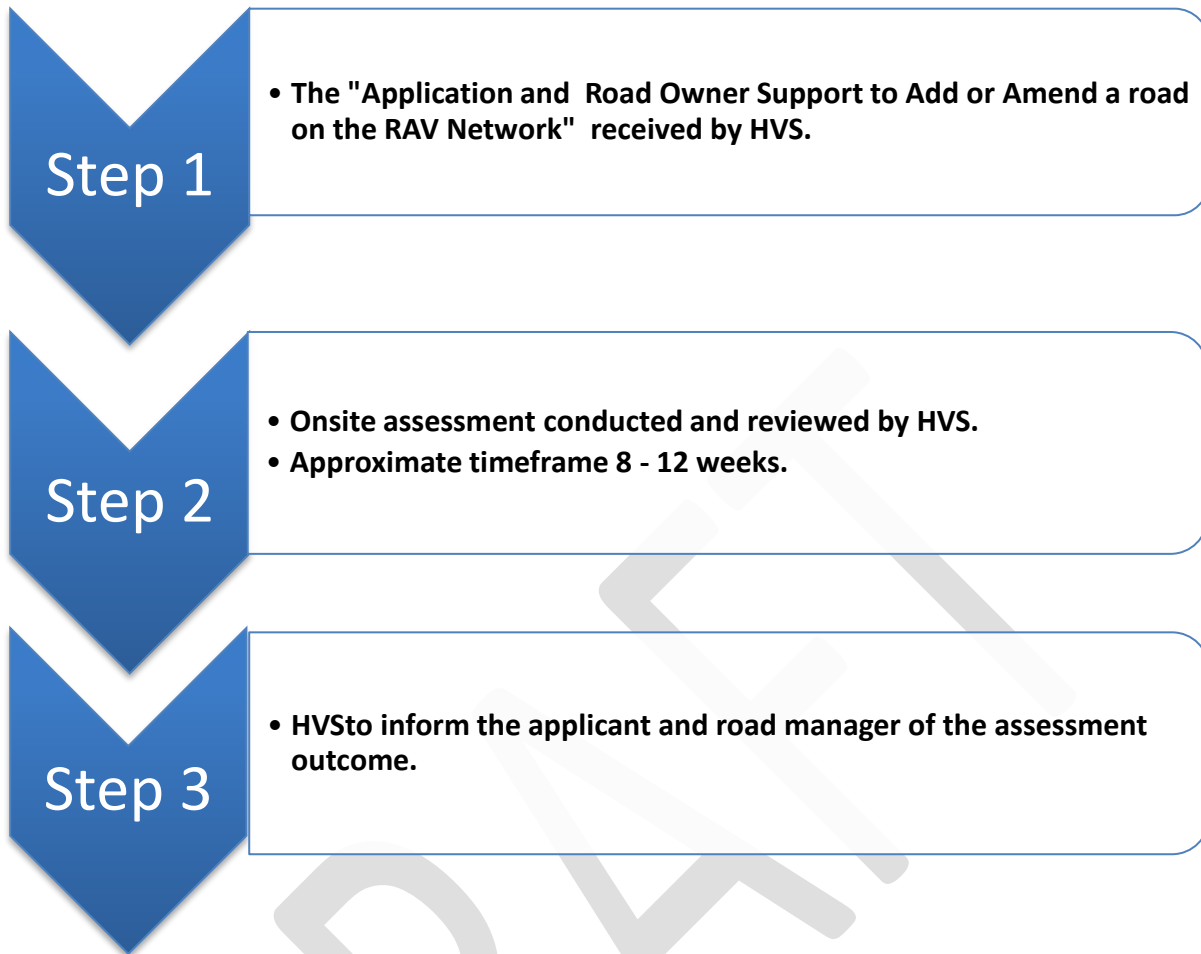 Step 1
• The "Application and  Road Owner Support to Add or Amend a road
on the RAV Network"  received by HVS.
Step 2
• Onsite assessment conducted and reviewed by HVS.
• Approximate timeframe 8 - 12 weeks.
Step 3
• HVSto inform the applicant and road manager of the assessment
outcome.
DRAFT